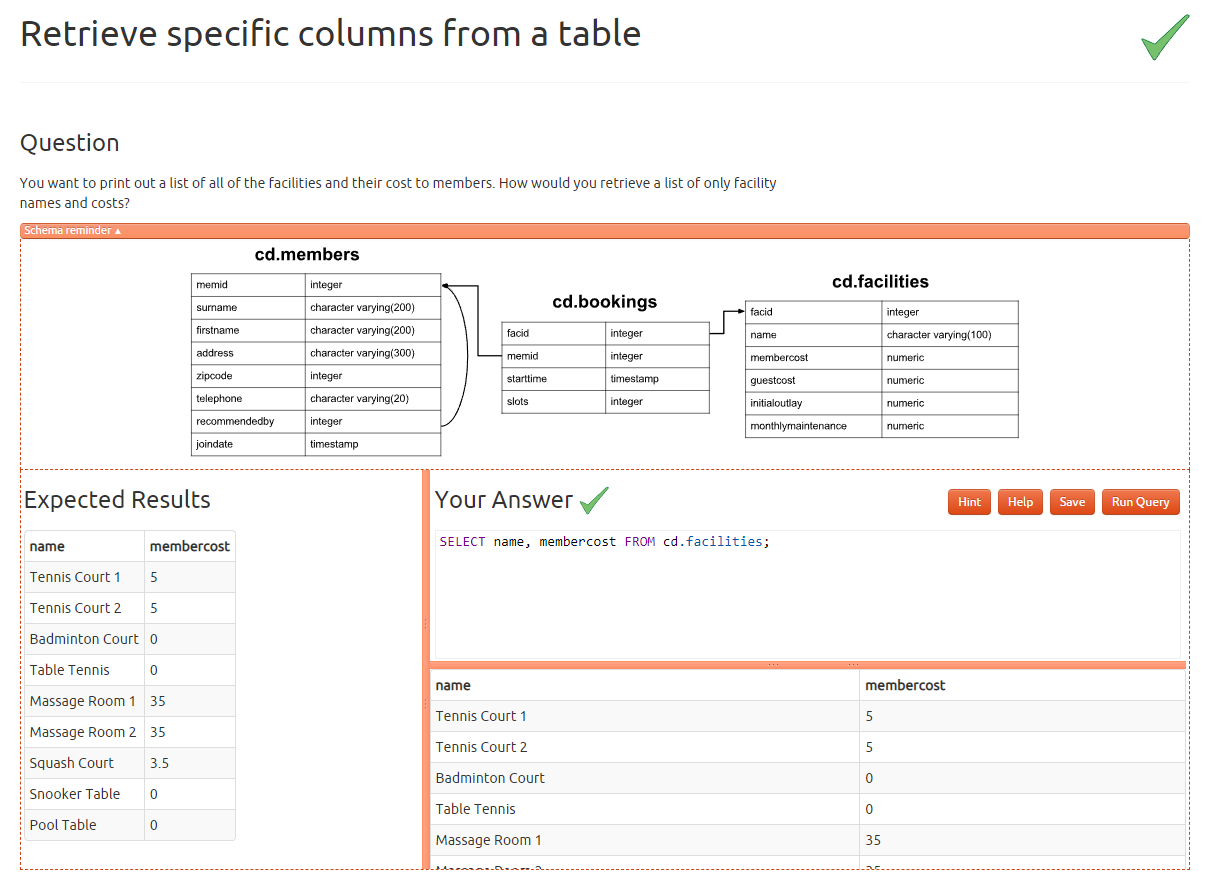 Retrieve specific columns from a table
Question
You want to print out a list of all of the facilities and their cost to members. How would you retrieve a list of only facility
names and costs?
Schema reminder ▴
cd.members
memid integer
surname character varying(200)
firstname character varying(200)
address character varying(300)
zipcode integer
telephone character varying(20)
recommendedby integer
joindate timestamp
cd.bookings
facid integer
memid integer
starttime timestamp
slots integer
cd.facilities
facid integer
name character varying(100)
membercost numeric
guestcost numeric
initialoutlay numeric
monthlymaintenance numeric
Expected Results
name membercost
Tennis Court 1 5
Tennis Court 2 5
Badminton Court 0
Table Tennis 0
Massage Room 1 35
Massage Room 2 35
Squash Court 3.5
Snooker Table 0
Pool Table 0
Your Answer
Hint Help Save Run Query
SELECT name, membercost FROM cd.facilities;
name membercost
Tennis Court 1 5
Tennis Court 2 5
Badminton Court 0
Table Tennis 0
Massage Room 1 35